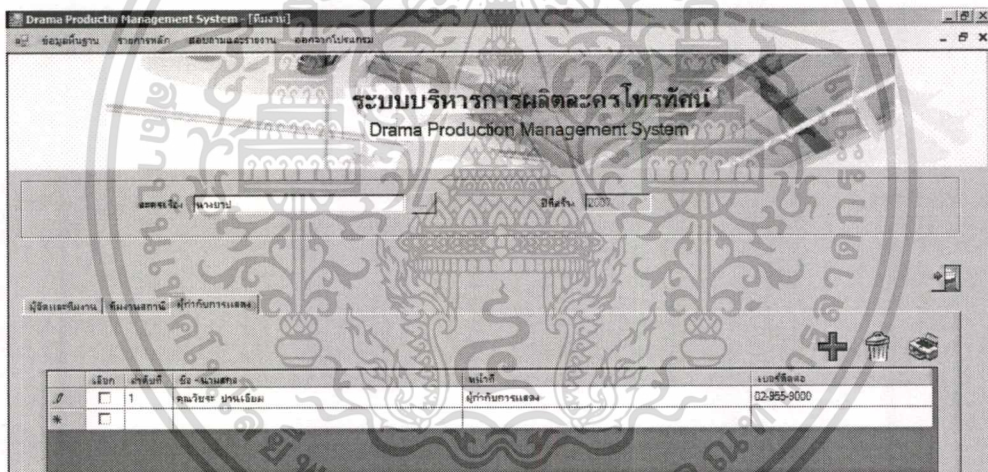 Drama Productin Management System - [ทีมงาน]
ข้อมูลพื้นฐาน รายการหลัก สอบถามและรายงาน ออกจากโปรแกรม
ระบบบริหารการผลิตละครโทรทัศน์
Drama Production Management System
ละครเรื่อง นางบาป ปีที่สร้าง 2007
ผู้จัดและทีมงาน ทีมงานสถานี ผู้กำกับการแสดง
เลือก ลำดับที่ ชื่อ - นามสกุล หน้าที่ เบอร์ติดต่อ
1 คุณวัชระ ปานเอี่ยม ผู้กำกับการแสดง 02-955-9000